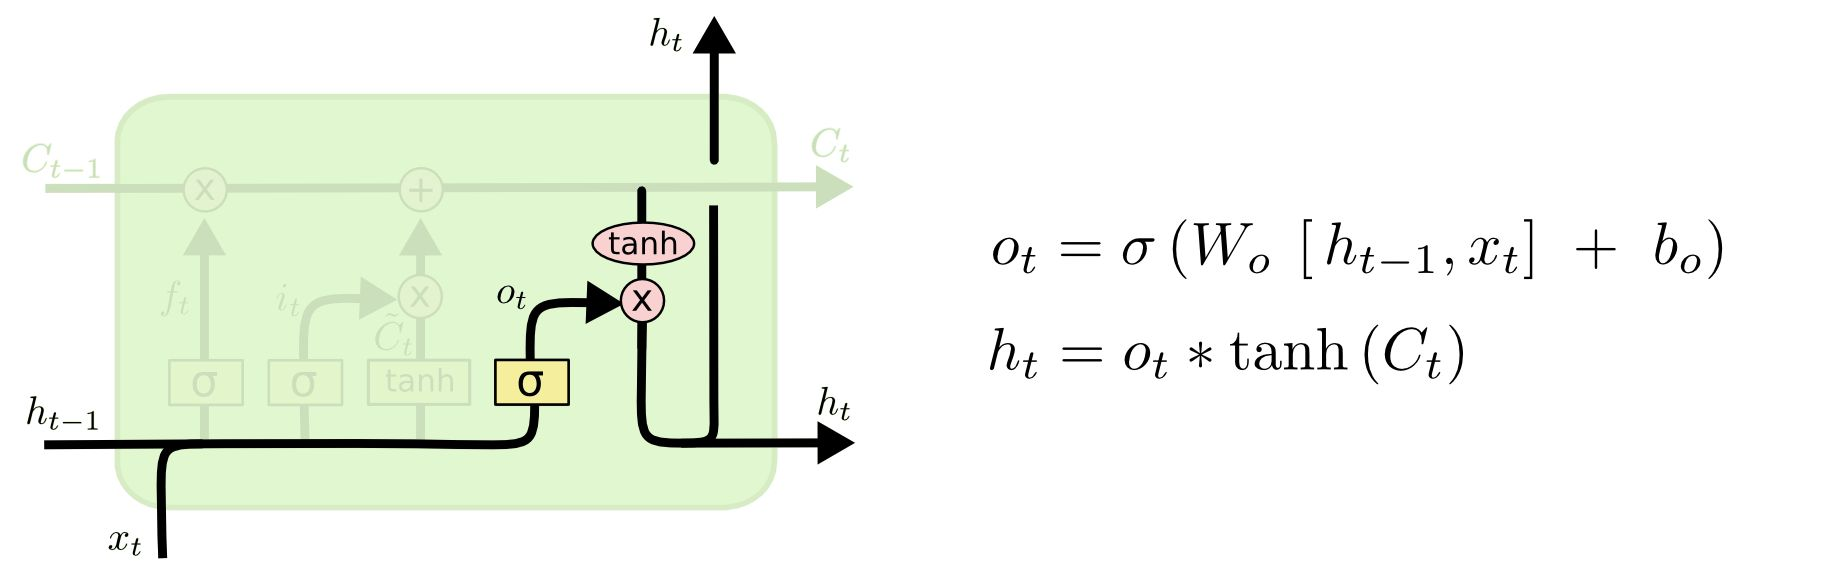 h_t
C_{t-1}
C_t
x
+
tanh
f_t
i_t
x
o_t
x
C̃_t
σ
σ
tanh
σ
h_{t-1}
h_t
x_t
o_t = σ (W_o [h_{t-1}, x_t] + b_o)
h_t = o_t * tanh (C_t)